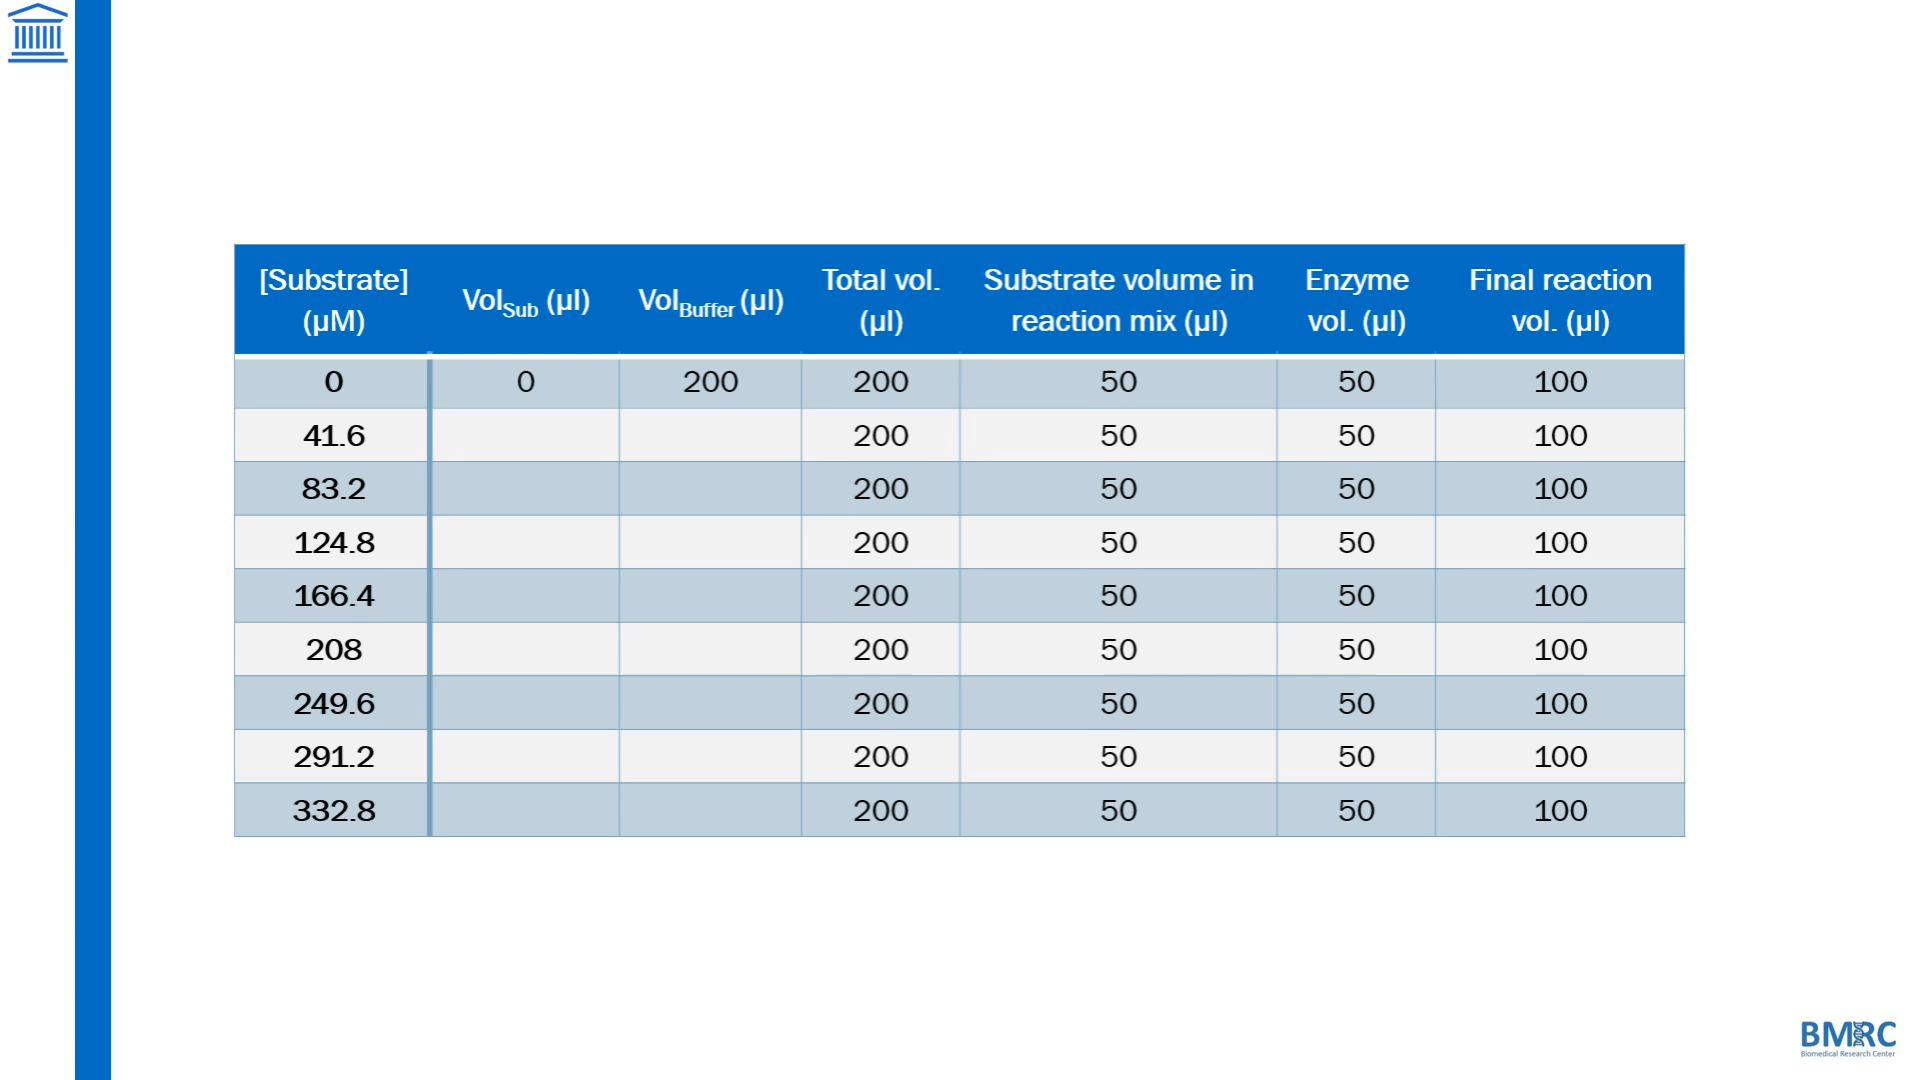 [Substrate] (µM) Vol_Sub (µl) Vol_Buffer (µl) Total vol. (µl) Substrate volume in reaction mix (µl) Enzyme vol. (µl) Final reaction vol. (µl)
0 0 200 200 50 50 100
41.6 200 50 50 100
83.2 200 50 50 100
124.8 200 50 50 100
166.4 200 50 50 100
208 200 50 50 100
249.6 200 50 50 100
291.2 200 50 50 100
332.8 200 50 50 100
BMRC
Biomedical Research Center